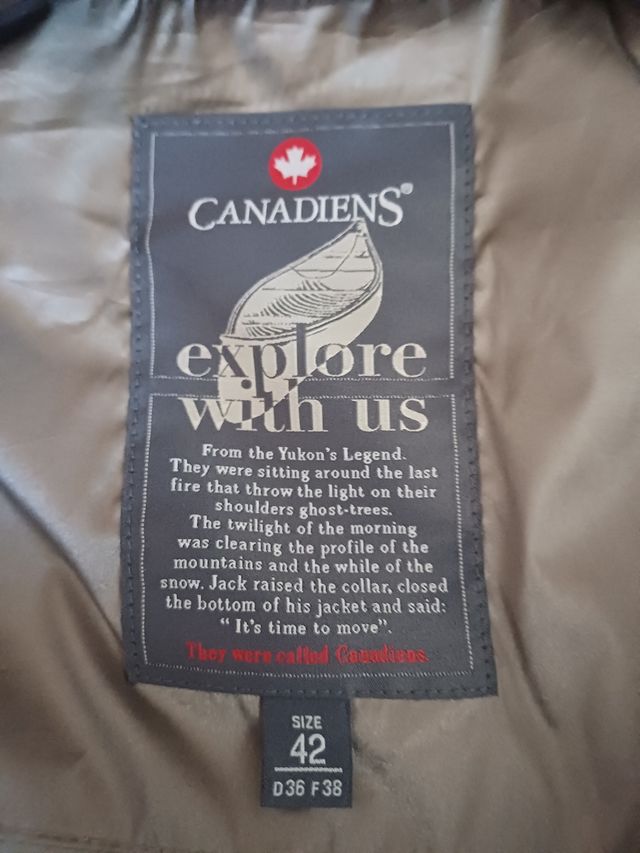 CANADIENS®
explore
with us
From the Yukon's Legend.
They were sitting around the last
fire that throw the light on their
shoulders ghost-trees.
The twilight of the morning
was clearing the profile of the
mountains and the while of the
snow. Jack raised the collar, closed
the bottom of his jacket and said:
“ It's time to move”.
They were called Canadiens.
SIZE
42
D36 F38